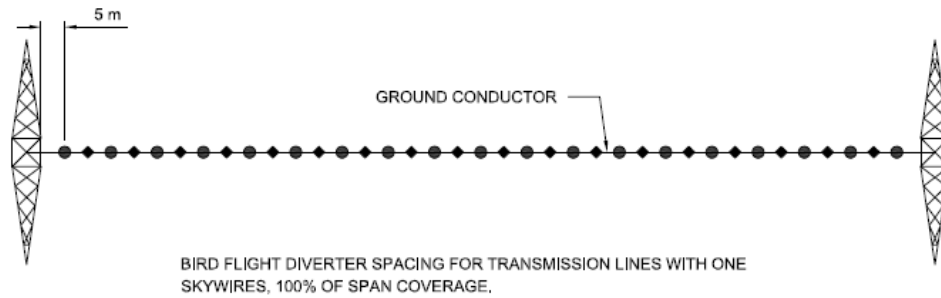 5 m
GROUND CONDUCTOR
BIRD FLIGHT DIVERTER SPACING FOR TRANSMISSION LINES WITH ONE
SKYWIRES, 100% OF SPAN COVERAGE,